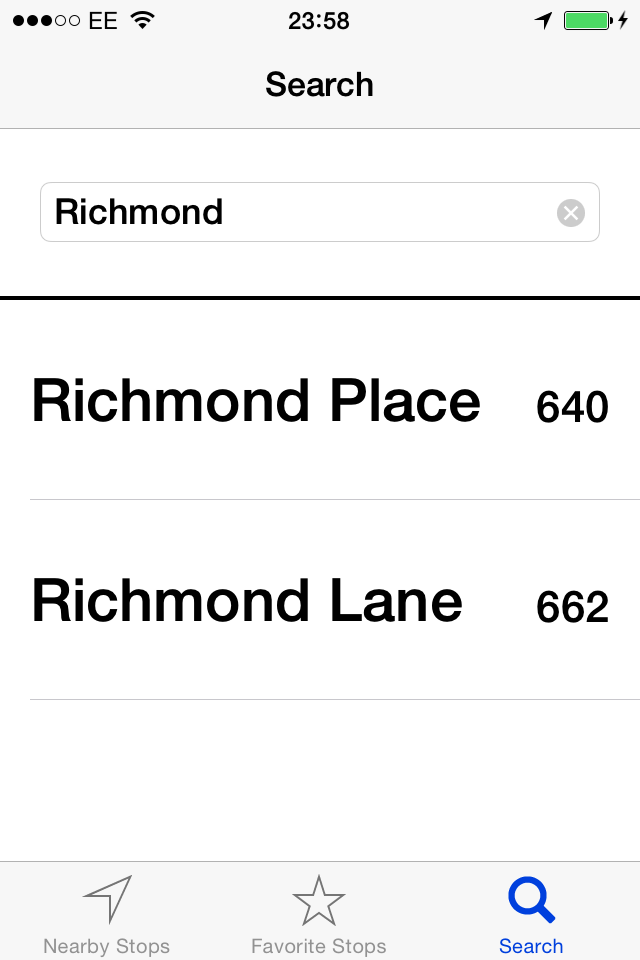 EE 23:58
Search
Richmond
Richmond Place 640
Richmond Lane 662
Nearby Stops Favorite Stops Search